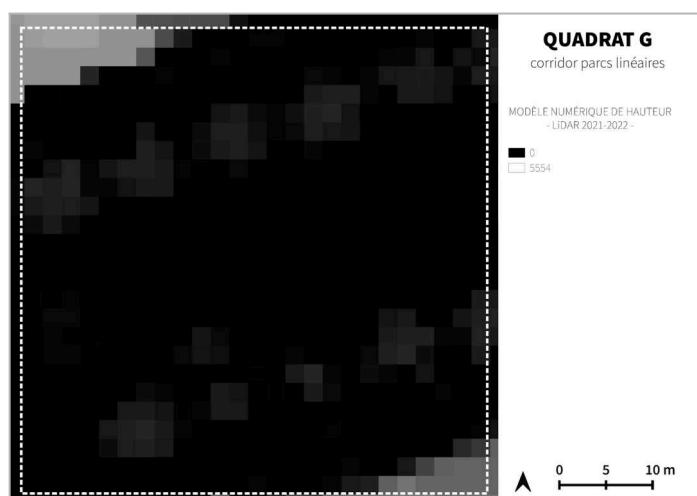 QUADRAT G
corridor parcs linéaires
MODÈLE NUMÉRIQUE DE HAUTEUR
- LiDAR 2021-2022 -
0
5554
0 5 10 m